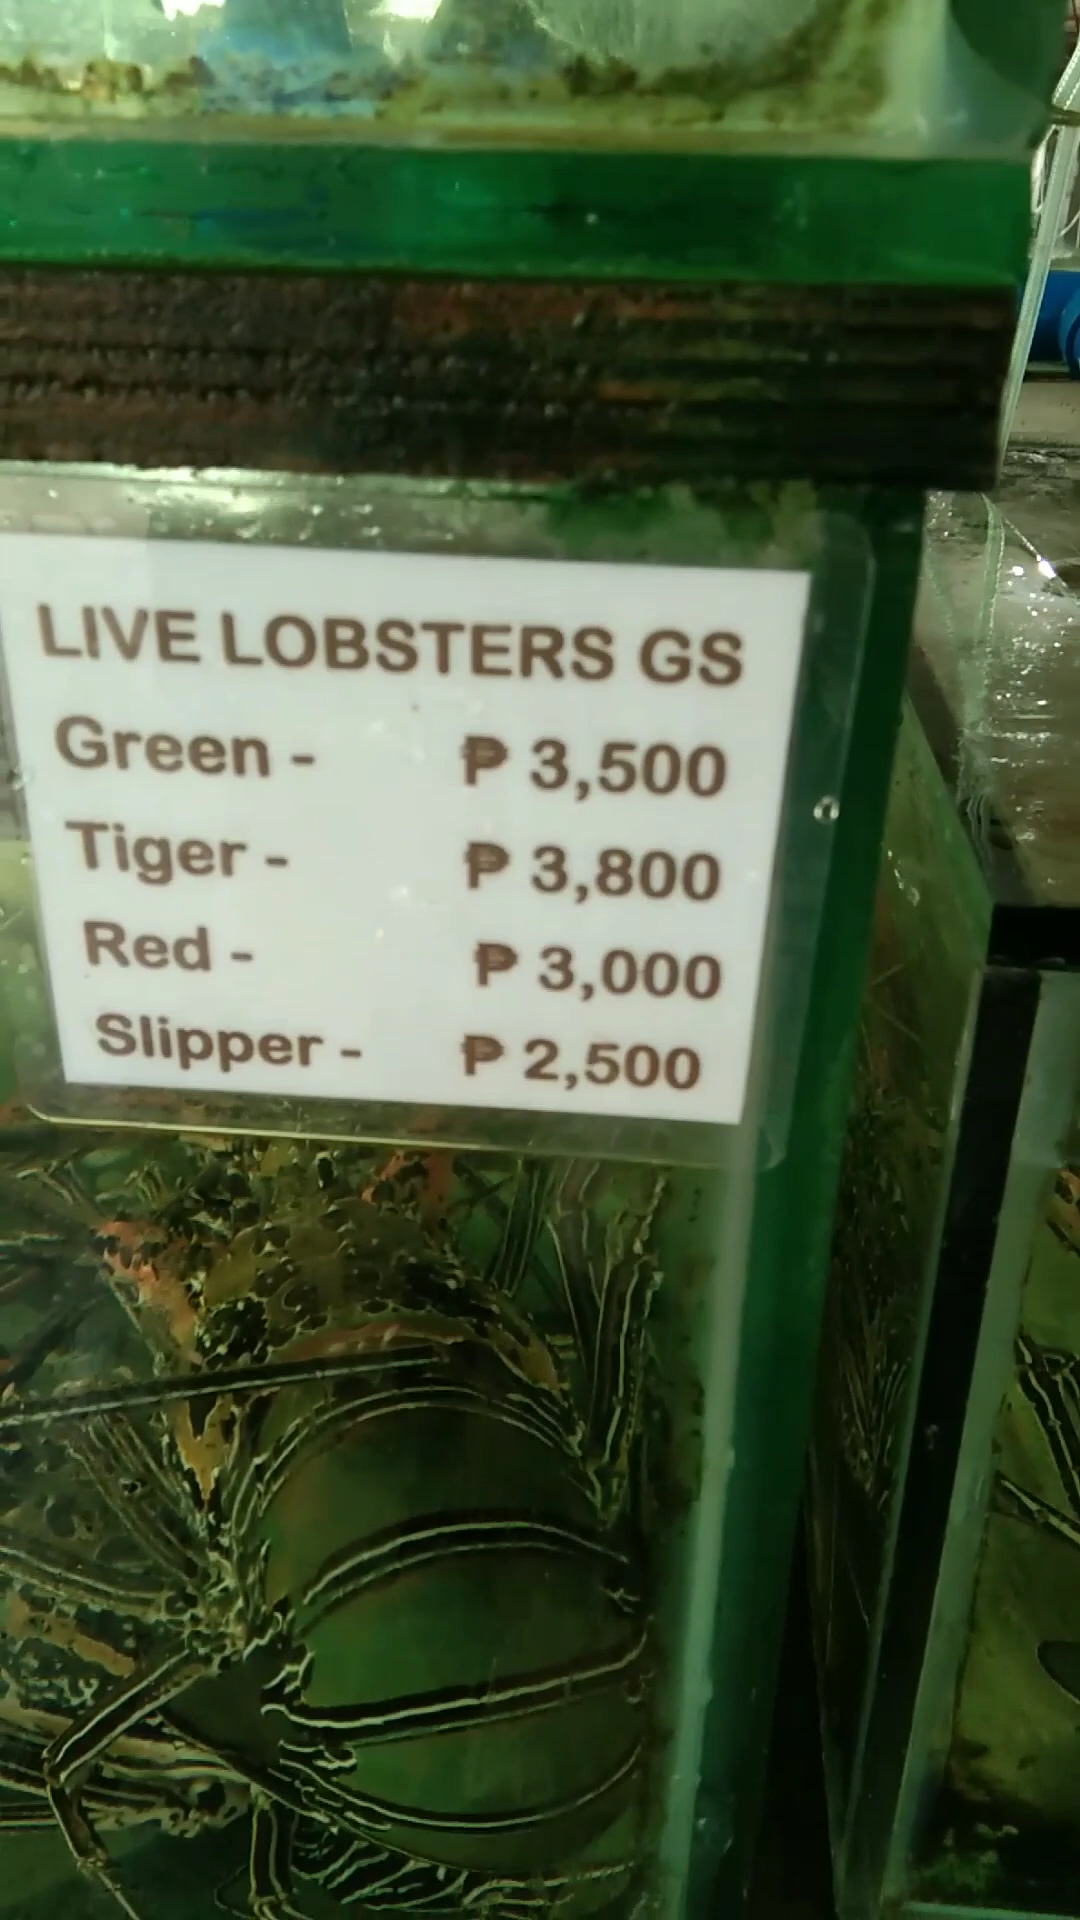 LIVE LOBSTERS GS
Green - ₱ 3,500
Tiger - ₱ 3,800
Red - ₱ 3,000
Slipper - ₱ 2,500